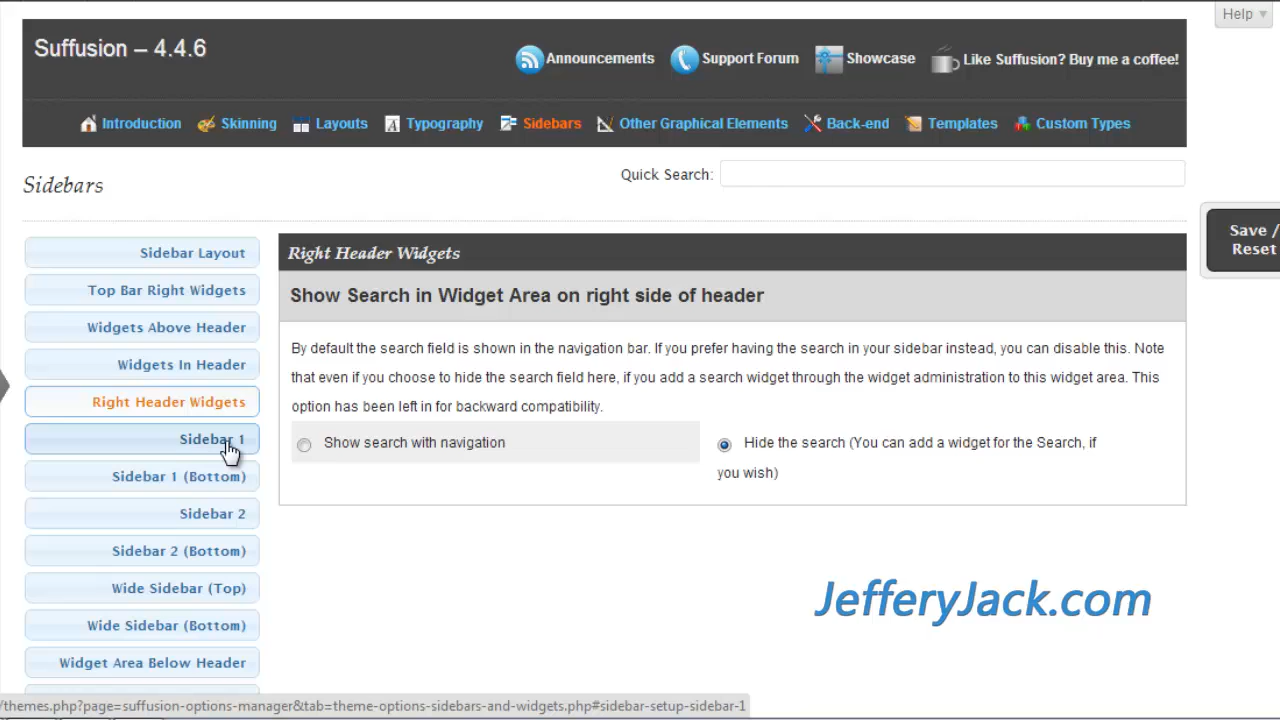 Help
Suffusion – 4.4.6
Announcements Support Forum Showcase Like Suffusion? Buy me a coffee!
Introduction Skinning Layouts Typography Sidebars Other Graphical Elements Back-end Templates Custom Types
Sidebars
Quick Search:
Save /
Reset
Sidebar Layout
Top Bar Right Widgets
Widgets Above Header
Widgets In Header
Right Header Widgets
Sidebar 1
Sidebar 1 (Bottom)
Sidebar 2
Sidebar 2 (Bottom)
Wide Sidebar (Top)
Wide Sidebar (Bottom)
Widget Area Below Header
Right Header Widgets
Show Search in Widget Area on right side of header
By default the search field is shown in the navigation bar. If you prefer having the search in your sidebar instead, you can disable this. Note
that even if you choose to hide the search field here, if you add a search widget through the widget administration to this widget area. This
option has been left in for backward compatibility.
Show search with navigation
Hide the search (You can add a widget for the Search, if
you wish)
JefferyJack.com
/themes.php?page=suffusion-options-manager&tab=theme-options-sidebars-and-widgets.php#sidebar-setup-sidebar-1